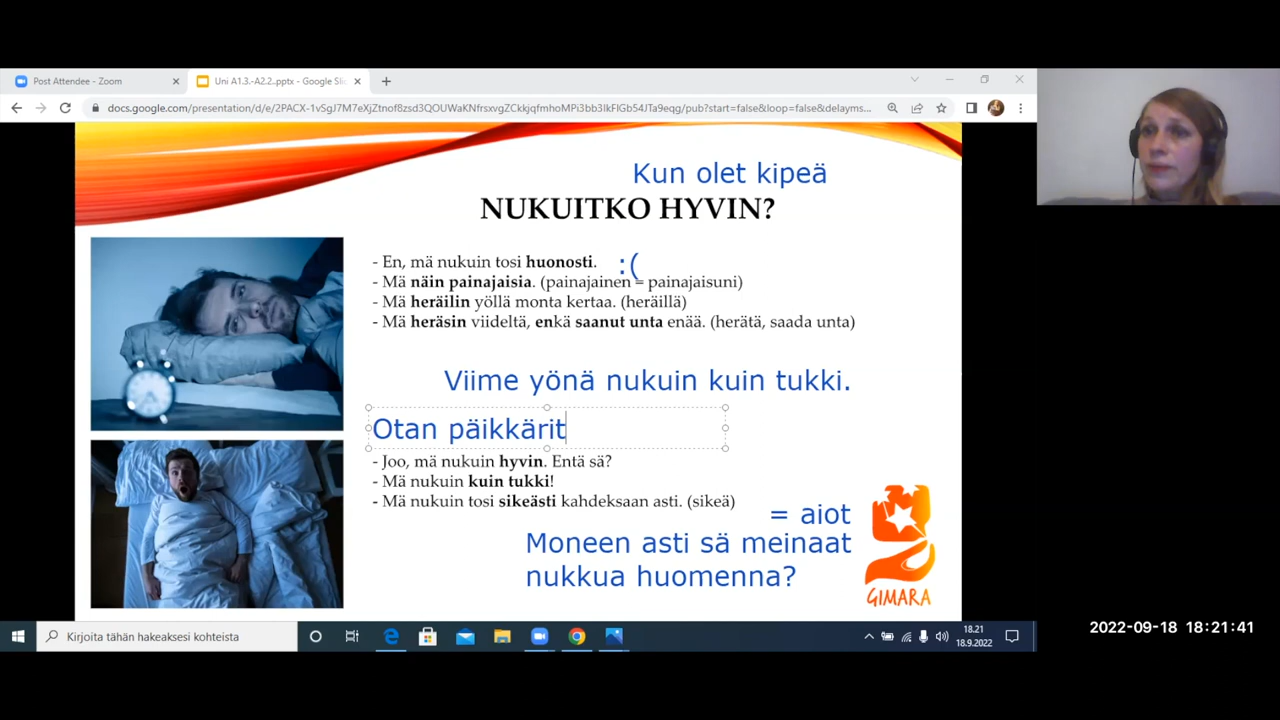 Post Attendee - Zoom
Uni A1.3.-A2.2..pptx - Google Sli
docs.google.com/presentation/d/e/2PACX-1vSgJ7M7eXjZtnof8zsd3QOUWaKNfrsxvgZCkkjqfmhoMPi3bb3IkFIGb54JTa9eqg/pub?start=false&loop=false&delayms...
Kun olet kipeä
NUKUITKO HYVIN?
- En, mä nukuin tosi huonosti. :(
- Mä näin painajaisia. (painajainen = painajaisuni)
- Mä heräilin yöllä monta kertaa. (heräillä)
- Mä heräsin viideltä, enkä saanut unta enää. (herätä, saada unta)
Viime yönä nukuin kuin tukki.
Otan päikkärit
- Joo, mä nukuin hyvin. Entä sä?
- Mä nukuin kuin tukki!
- Mä nukuin tosi sikeästi kahdeksaan asti. (sikeä)
= aiot
Moneen asti sä meinaat
nukkua huomenna?
GIMARA
Kirjoita tähän hakeaksesi kohteista
18.21
18.9.2022
2022-09-18 18:21:41